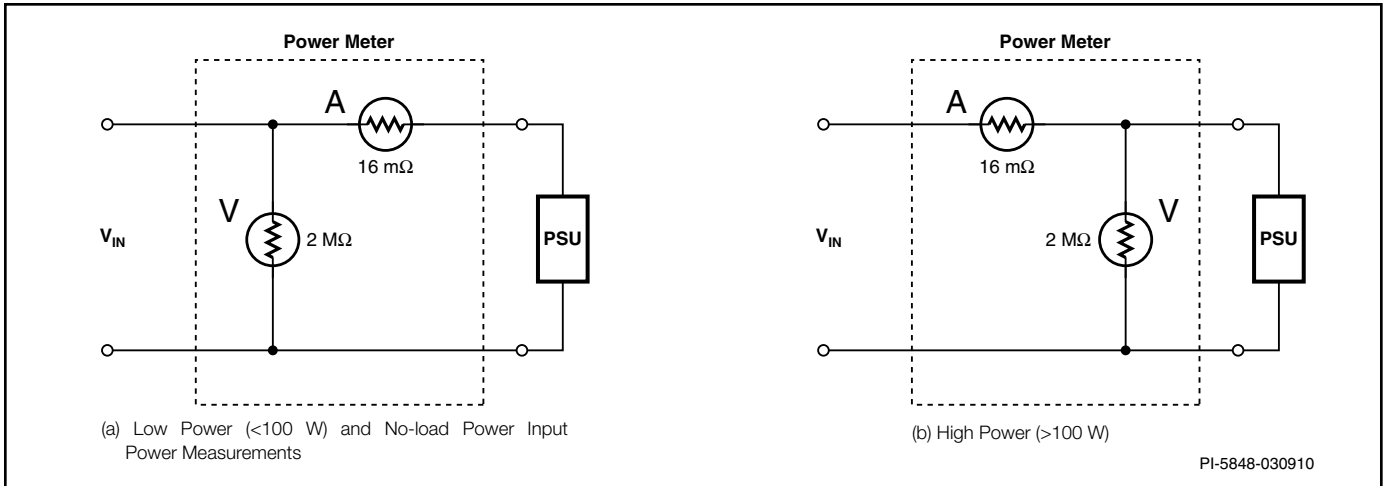 Power Meter
A
16 mΩ
V
2 MΩ
V_IN
PSU
(a) Low Power (<100 W) and No-load Power Input
Power Measurements
Power Meter
A
16 mΩ
V
2 MΩ
V_IN
PSU
(b) High Power (>100 W)
PI-5848-030910